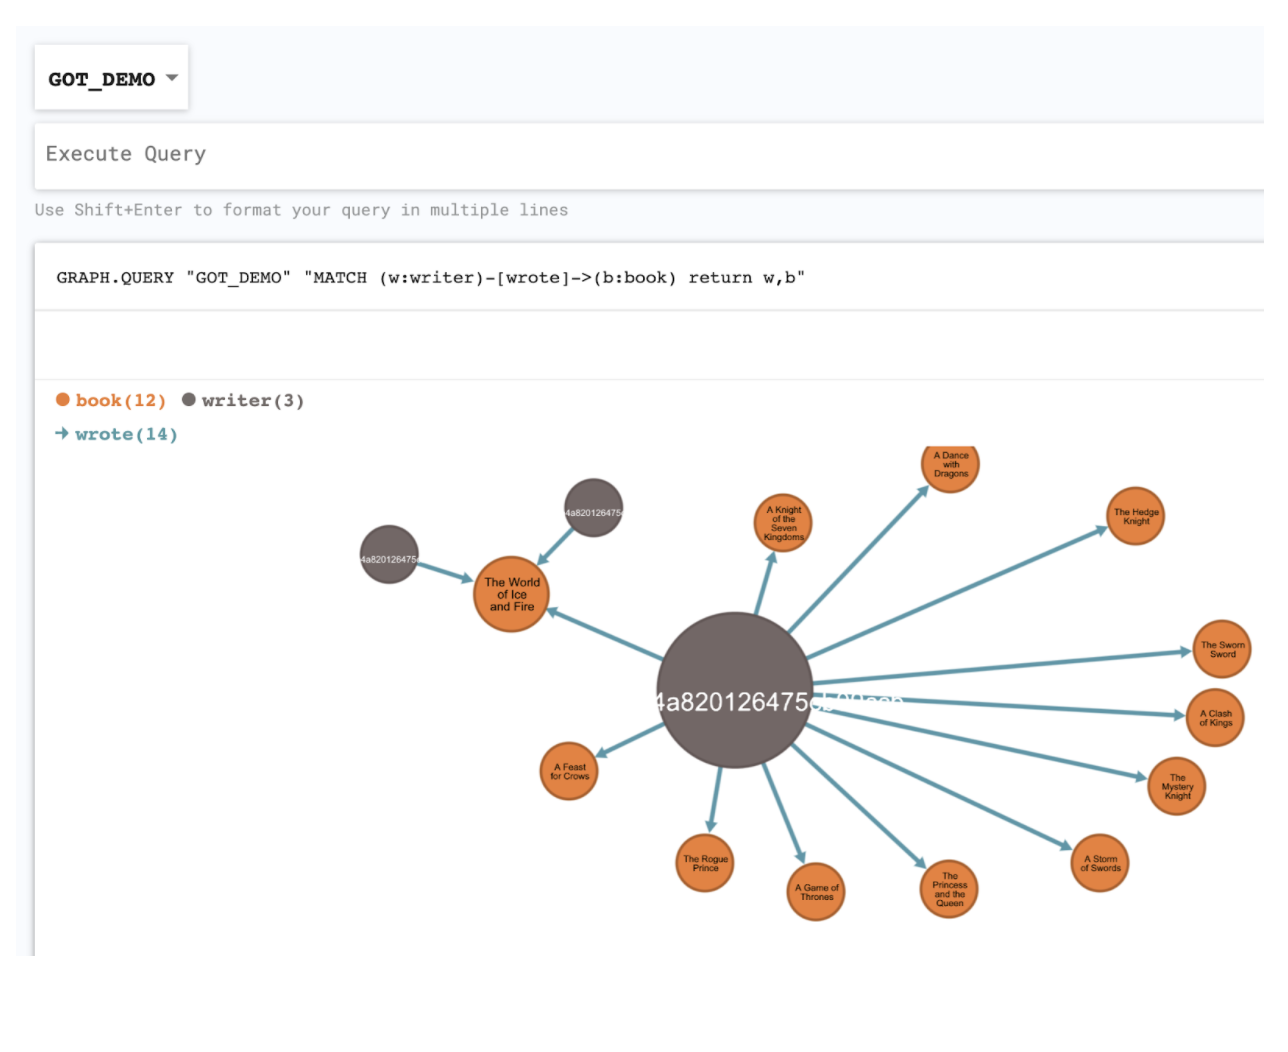 GOT_DEMO
Execute Query
Use Shift+Enter to format your query in multiple lines
GRAPH.QUERY "GOT_DEMO" "MATCH (w:writer)-[wrote]->(b:book) return w,b"
book(12) writer(3)
wrote(14)
A Dance
with
Dragons
A Knight
of the
Seven
Kingdoms
The Hedge
Knight
4a820126475
4a820126475
The World
of Ice
and Fire
The Sworn
Sword
4a820126475
A Clash
of Kings
A Feast
for Crows
The
Mystery
Knight
The Rogue
Prince
A Game of
Thrones
The
Princess
and the
Queen
A Storm
of Swords